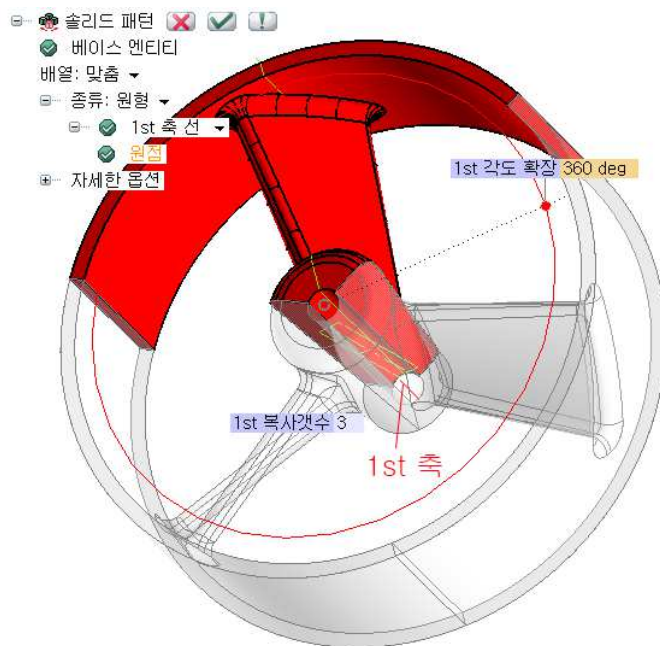 솔리드 패턴
베이스 엔티티
배열: 맞춤
종류: 원형
1st 축 선
원점
자세한 옵션
1st 각도 확장 360 deg
1st 복사갯수 3
1st 축